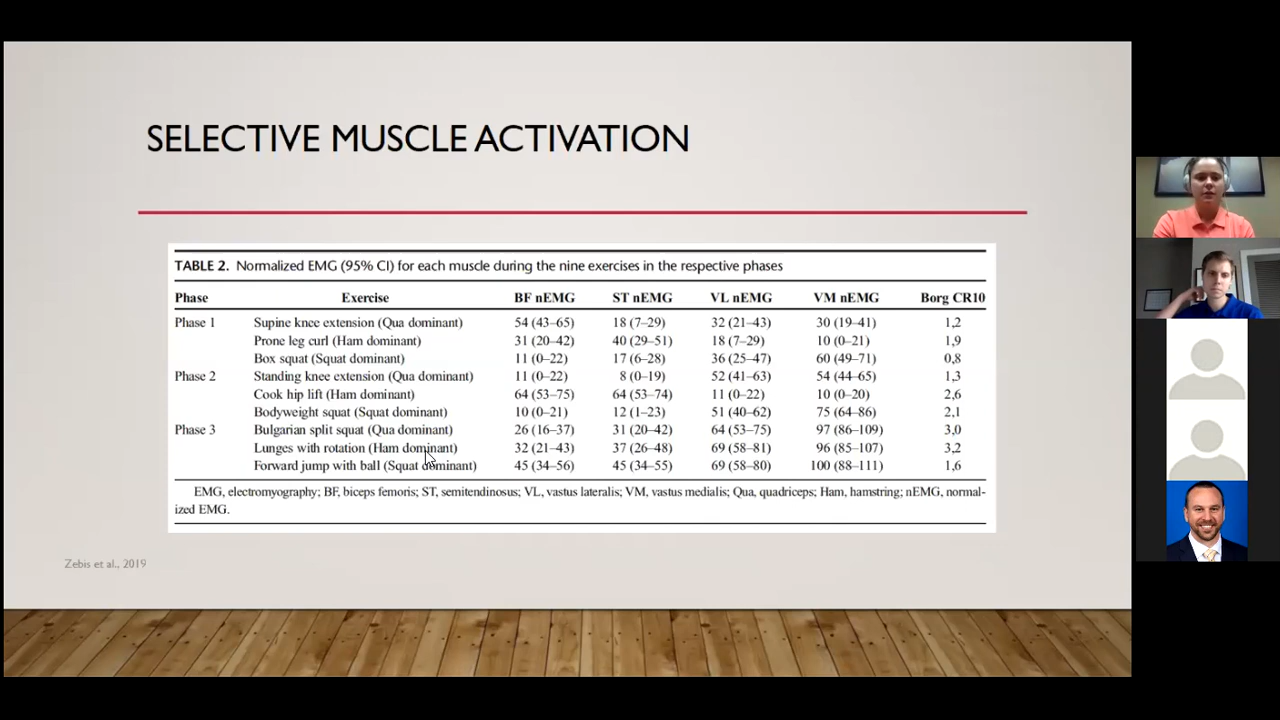 SELECTIVE MUSCLE ACTIVATION
TABLE 2. Normalized EMG (95% CI) for each muscle during the nine exercises in the respective phases
Phase Exercise BF nEMG ST nEMG VL nEMG VM nEMG Borg CR10
Phase 1 Supine knee extension (Qua dominant) 54 (43–65) 18 (7–29) 32 (21–43) 30 (19–41) 1,2
Prone leg curl (Ham dominant) 31 (20–42) 40 (29–51) 18 (7–29) 10 (0–21) 1,9
Box squat (Squat dominant) 11 (0–22) 17 (6–28) 36 (25–47) 60 (49–71) 0,8
Phase 2 Standing knee extension (Qua dominant) 11 (0–22) 8 (0–19) 52 (41–63) 54 (44–65) 1,3
Cook hip lift (Ham dominant) 64 (53–75) 64 (53–74) 11 (0–22) 10 (0–20) 2,6
Bodyweight squat (Squat dominant) 10 (0–21) 12 (1–23) 51 (40–62) 75 (64–86) 2,1
Phase 3 Bulgarian split squat (Qua dominant) 26 (16–37) 31 (20–42) 64 (53–75) 97 (86–109) 3,0
Lunges with rotation (Ham dominant) 32 (21–43) 37 (26–48) 69 (58–81) 96 (85–107) 3,2
Forward jump with ball (Squat dominant) 45 (34–56) 45 (34–55) 69 (58–80) 100 (88–111) 1,6
EMG, electromyography; BF, biceps femoris; ST, semitendinosus; VL, vastus lateralis; VM, vastus medialis; Qua, quadriceps; Ham, hamstring; nEMG, normal-
ized EMG.
Zebis et al., 2019